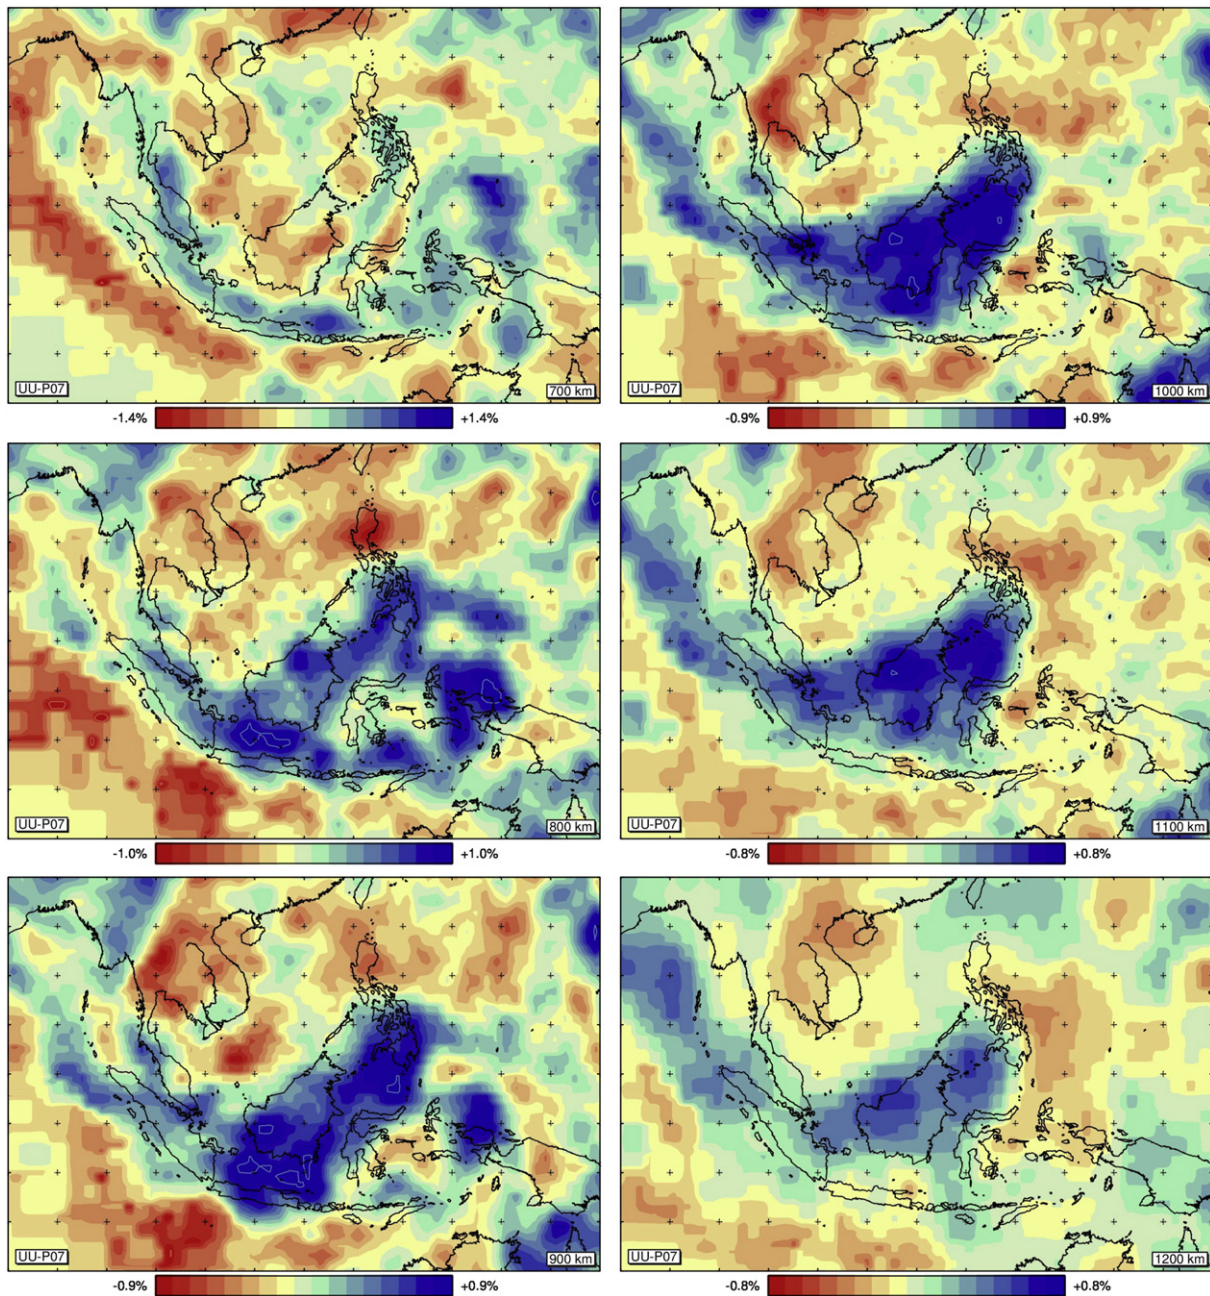 UU-P07
700 km
-1.4%
+1.4%
UU-P07
1000 km
-0.9%
+0.9%
UU-P07
800 km
-1.0%
+1.0%
UU-P07
1100 km
-0.8%
+0.8%
UU-P07
900 km
-0.9%
+0.9%
UU-P07
1200 km
-0.8%
+0.8%